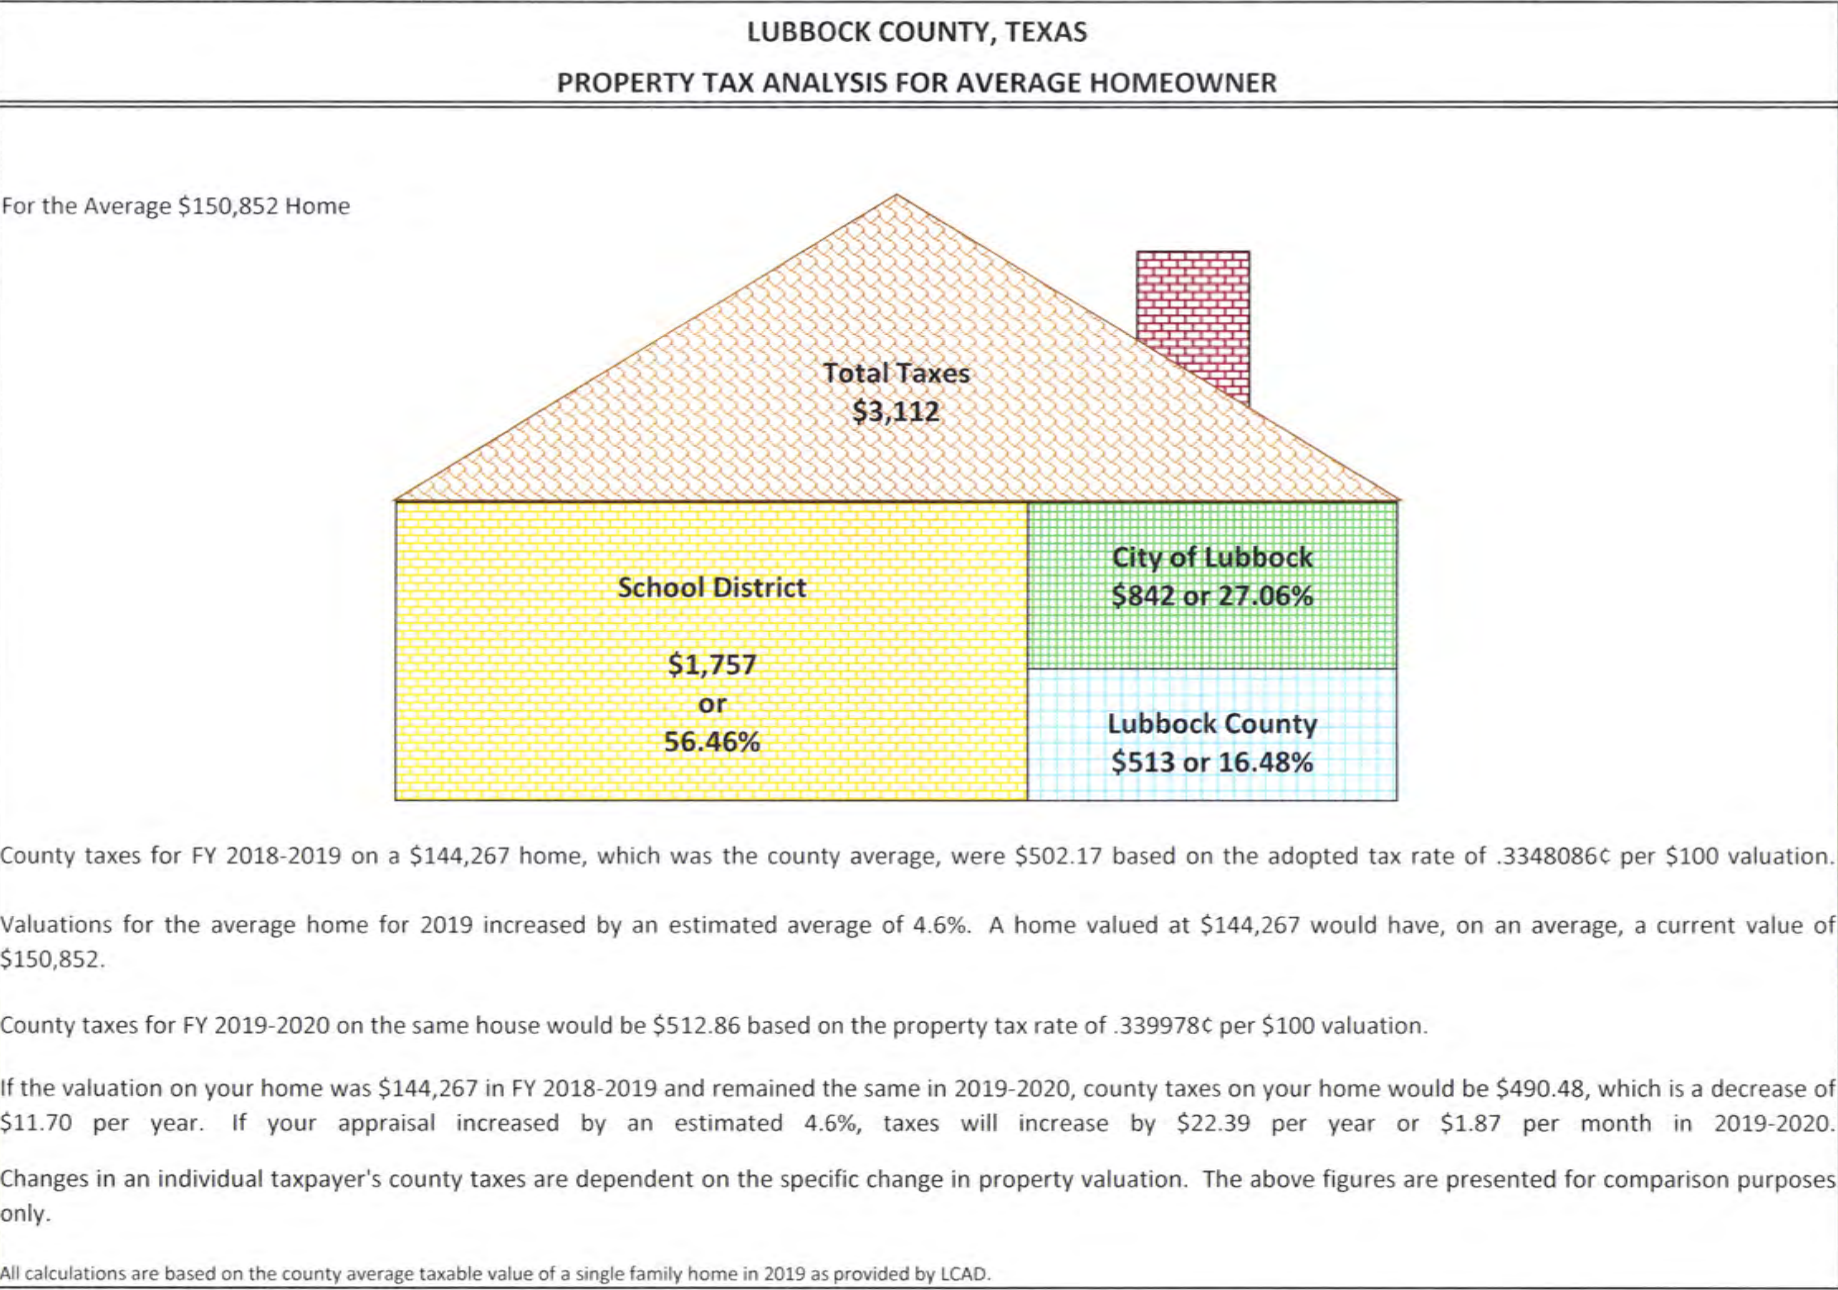 LUBBOCK COUNTY, TEXAS
PROPERTY TAX ANALYSIS FOR AVERAGE HOMEOWNER
For the Average $150,852 Home
Total Taxes
$3,112
School District
$1,757
or
56.46%
City of Lubbock
$842 or 27.06%
Lubbock County
$513 or 16.48%
County taxes for FY 2018-2019 on a $144,267 home, which was the county average, were $502.17 based on the adopted tax rate of .3348086¢ per $100 valuation.
Valuations for the average home for 2019 increased by an estimated average of 4.6%. A home valued at $144,267 would have, on an average, a current value of
$150,852.
County taxes for FY 2019-2020 on the same house would be $512.86 based on the property tax rate of .339978¢ per $100 valuation.
If the valuation on your home was $144,267 in FY 2018-2019 and remained the same in 2019-2020, county taxes on your home would be $490.48, which is a decrease of
$11.70 per year. If your appraisal increased by an estimated 4.6%, taxes will increase by $22.39 per year or $1.87 per month in 2019-2020.
Changes in an individual taxpayer's county taxes are dependent on the specific change in property valuation. The above figures are presented for comparison purposes
only.
All calculations are based on the county average taxable value of a single family home in 2019 as provided by LCAD.